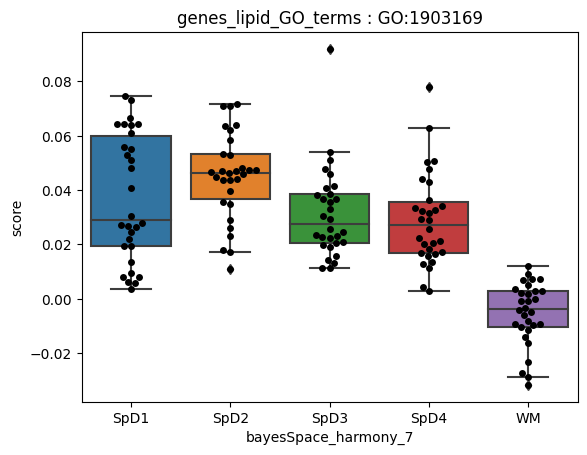 genes_lipid_GO_terms : GO:1903169
score
0.08
0.06
0.04
0.02
0.00
−0.02
SpD1 SpD2 SpD3 SpD4 WM
bayesSpace_harmony_7